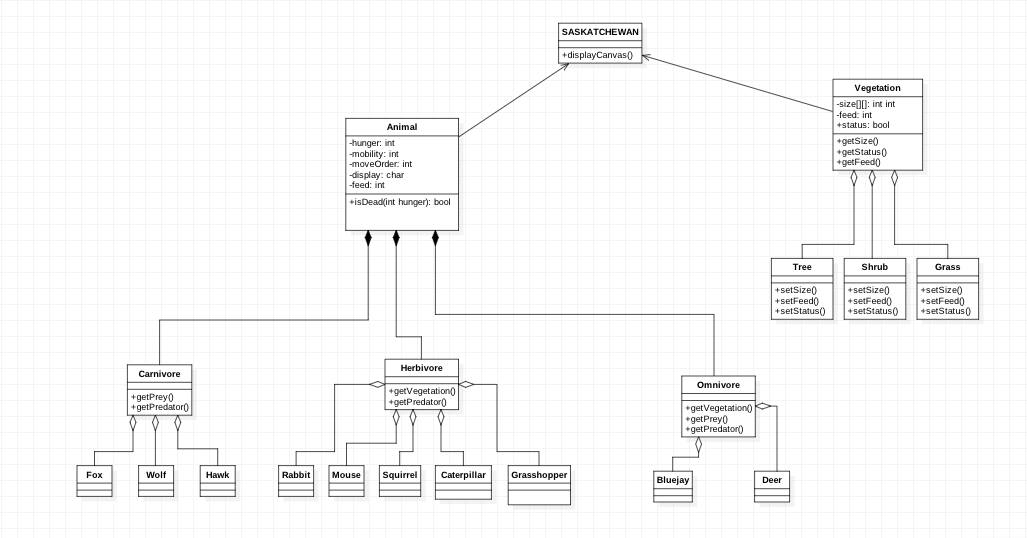 SASKATCHEWAN
+displayCanvas()
Vegetation
-size[][]: int int
-feed: int
+status: bool
+getSize()
+getStatus()
+getFeed()
Animal
-hunger: int
-mobility: int
-moveOrder: int
-display: char
-feed: int
+isDead(int hunger): bool
Tree
+setSize()
+setFeed()
+setStatus()
Shrub
+setSize()
+setFeed()
+setStatus()
Grass
+setSize()
+setFeed()
+setStatus()
Carnivore
+getPrey()
+getPredator()
Herbivore
+getVegetation()
+getPredator()
Omnivore
+getVegetation()
+getPrey()
+getPredator()
Fox
Wolf
Hawk
Rabbit
Mouse
Squirrel
Caterpillar
Grasshopper
Bluejay
Deer